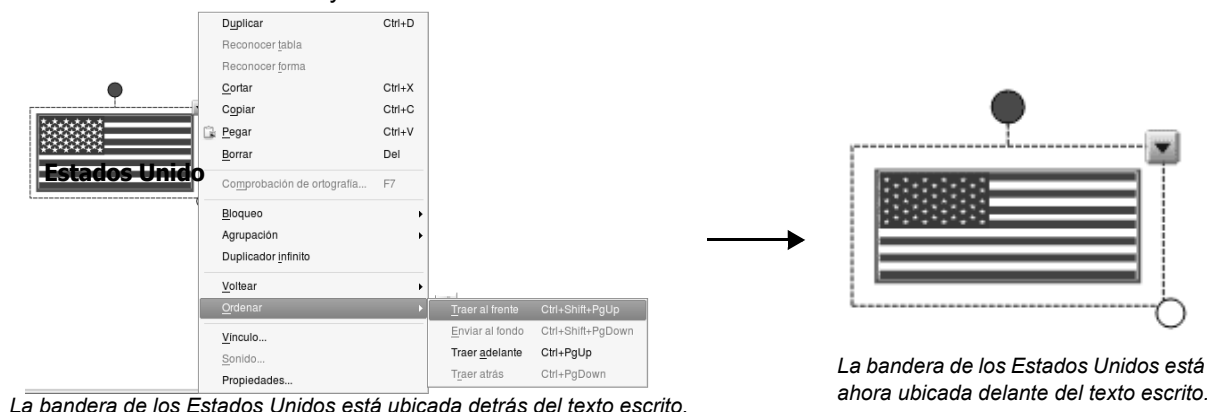 Duplicar Ctrl+D
Reconocer tabla
Reconocer forma
Cortar Ctrl+X
Copiar Ctrl+C
Pegar Ctrl+V
Borrar Del
Comprobación de ortografía... F7
Bloqueo
Agrupación
Duplicador infinito
Voltear
Ordenar
Vínculo...
Sonido...
Propiedades...
Estados Unido
Traer al frente Ctrl+Shift+PgUp
Enviar al fondo Ctrl+Shift+PgDown
Traer adelante Ctrl+PgUp
Traer atrás Ctrl+PgDown
La bandera de los Estados Unidos está ubicada detrás del texto escrito.
La bandera de los Estados Unidos está
ahora ubicada delante del texto escrito.